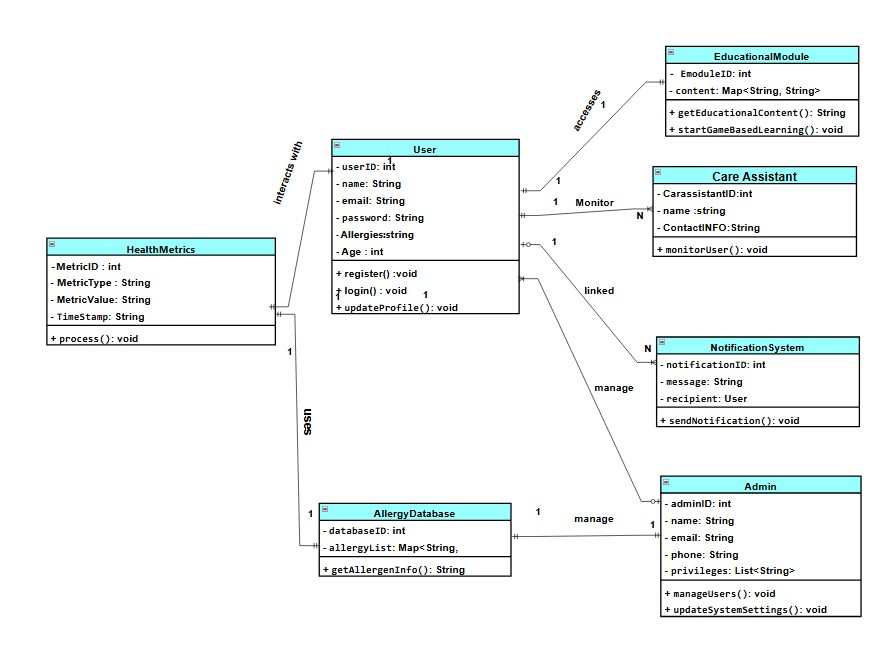 EducationalModule
- EmoduleID: int
- content: Map<String, String>
+ getEducationalContent(): String
+ startGameBasedLearning(): void
accesses
1
1
User
1
- userID: int
- name: String
- email: String
- password: String
- Allergies:string
- Age : int
+ register() :void
+ login() : void
1
1
+ updateProfile(): void
interacts with
Care Assistant
- CarassistantID:int
- name :string
- ContactINFO:String
+ monitorUser(): void
1
Monitor
N
1
linked
N
HealthMetrics
- MetricID : int
- MetricType : String
- MetricValue: String
- TimeStamp: String
+ process(): void
NotificationSystem
- notificationID: int
- message: String
- recipient: User
+ sendNotification(): void
manage
1
uses
1
AllergyDatabase
- databaseID: int
- allergyList: Map<String,
+ getAllergenInfo(): String
1
manage
1
Admin
- adminID: int
- name: String
- email: String
- phone: String
- privileges: List<String>
+ manageUsers(): void
+ updateSystemSettings(): void